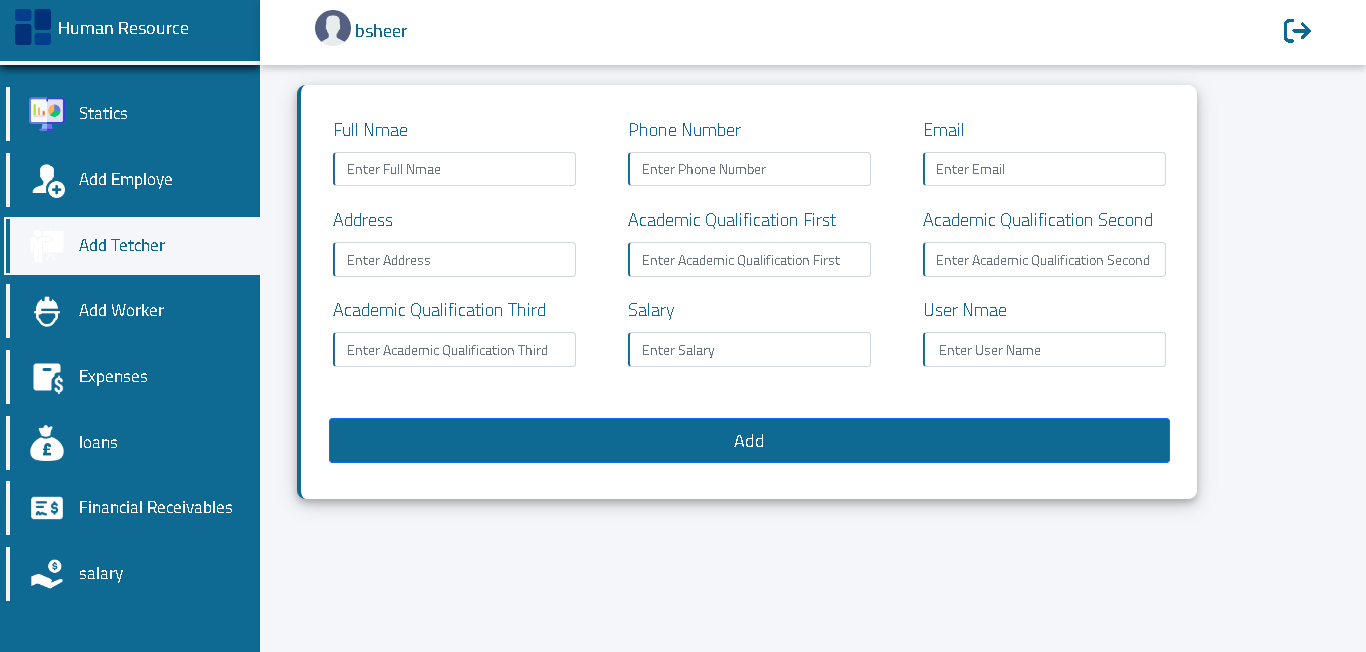 Human Resource
bsheer
Statics
Add Employe
Add Tetcher
Add Worker
Expenses
loans
Financial Receivables
salary
Full Nmae
Phone Number
Email
Enter Full Nmae
Enter Phone Number
Enter Email
Address
Academic Qualification First
Academic Qualification Second
Enter Address
Enter Academic Qualification First
Enter Academic Qualification Second
Academic Qualification Third
Salary
User Nmae
Enter Academic Qualification Third
Enter Salary
Enter User Name
Add